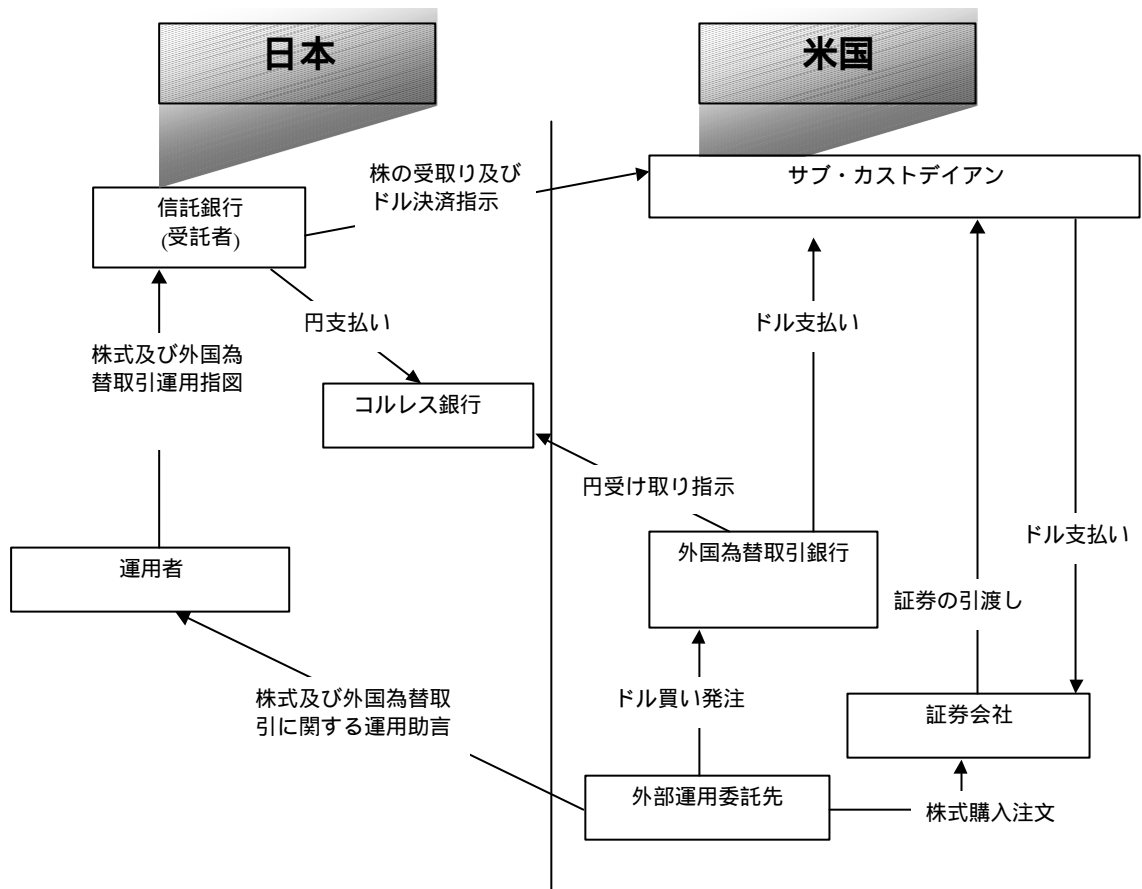 日本
米国
株の受取り及び
ドル決済指示
サブ・カストデイアン
信託銀行
(受託者)
円支払い
ドル支払い
株式及び外国為
替取引運用指図
コルレス銀行
円受け取り指示
外国為替取引銀行
ドル支払い
運用者
証券の引渡し
株式及び外国為替取
引に関する運用助言
ドル買い発注
証券会社
外部運用委託先
株式購入注文